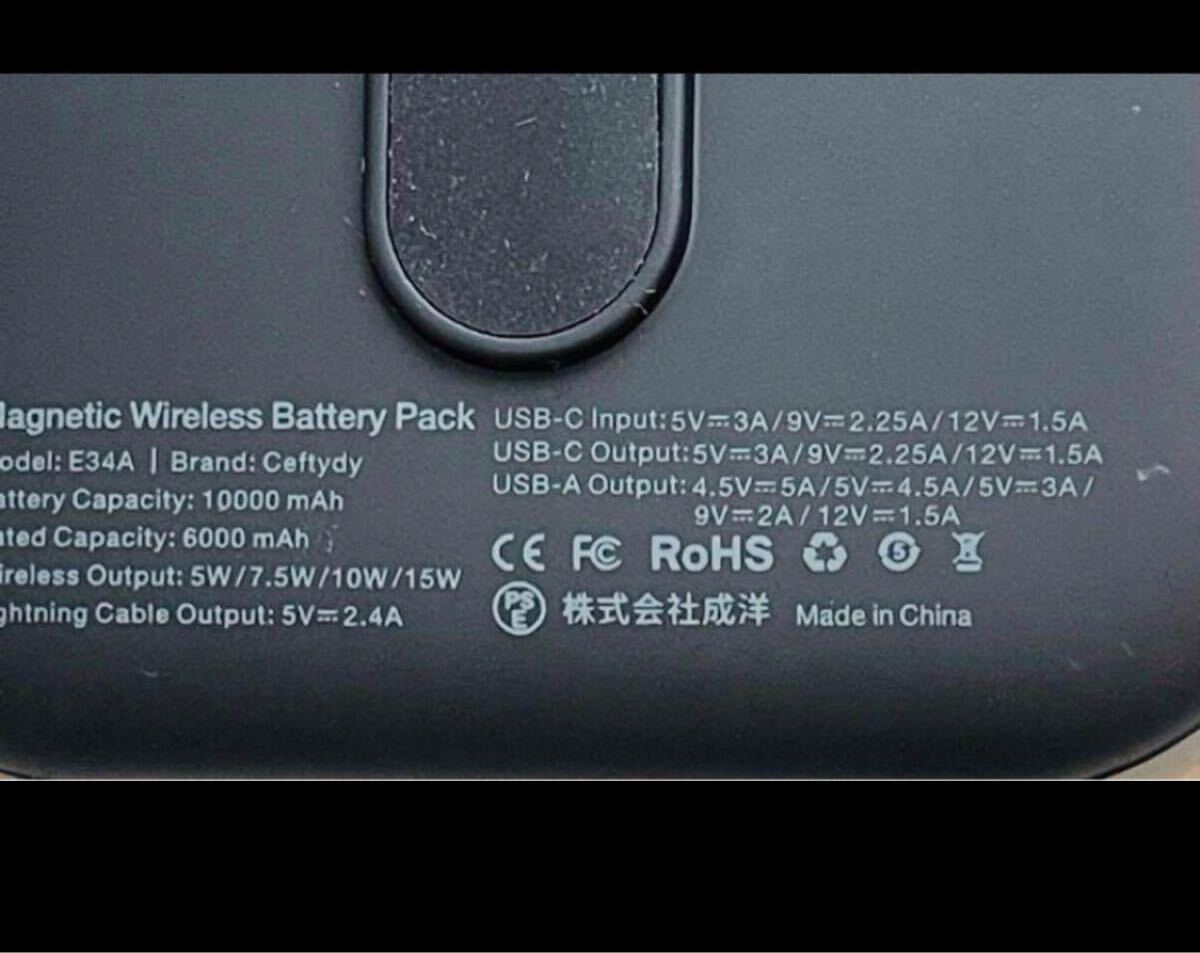 agnetic Wireless Battery Pack
odel: E34A | Brand: Ceftydy
attery Capacity: 10000 mAh
ated Capacity: 6000 mAh
ireless Output: 5W/7.5W/10W/15W
ghtning Cable Output: 5V⎓2.4A
USB-C Input:5V⎓3A/9V⎓2.25A/12V⎓1.5A
USB-C Output:5V⎓3A/9V⎓2.25A/12V⎓1.5A
USB-A Output:4.5V⎓5A/5V⎓4.5A/5V⎓3A/
9V⎓2A/12V⎓1.5A
CE FC RoHS 5
PSE 株式会社成洋 Made in China